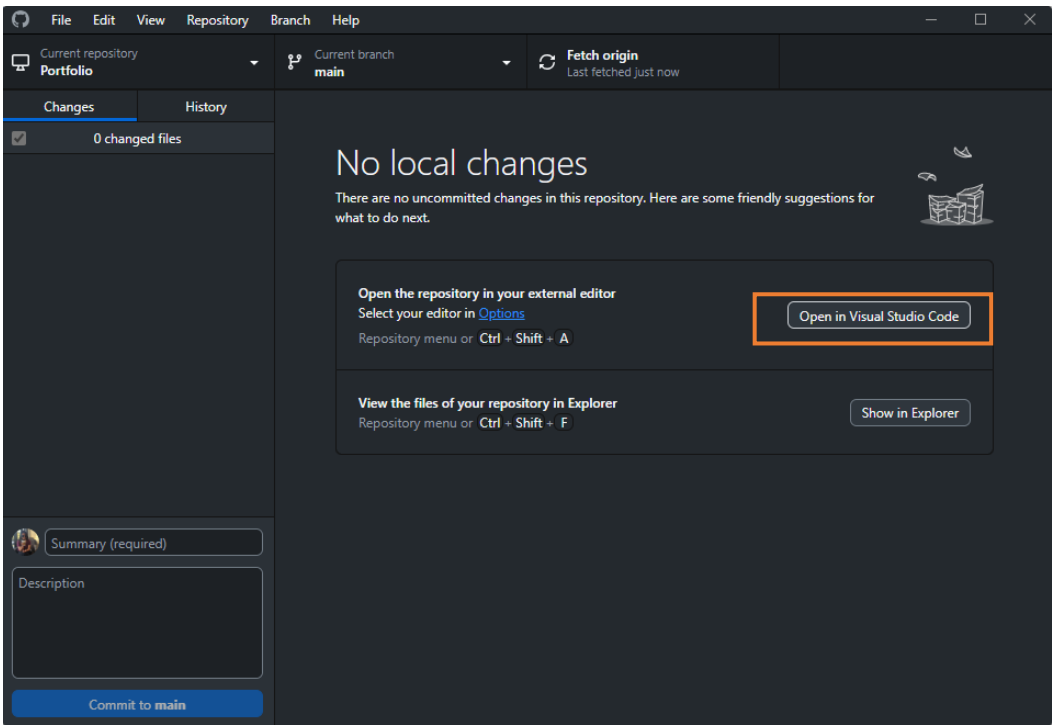 File Edit View Repository Branch Help
Current repository
Portfolio
Current branch
main
Fetch origin
Last fetched just now
Changes
History
0 changed files
No local changes
There are no uncommitted changes in this repository. Here are some friendly suggestions for
what to do next.
Open the repository in your external editor
Select your editor in Options
Repository menu or Ctrl + Shift + A
Open in Visual Studio Code
View the files of your repository in Explorer
Repository menu or Ctrl + Shift + F
Show in Explorer
Summary (required)
Description
Commit to main